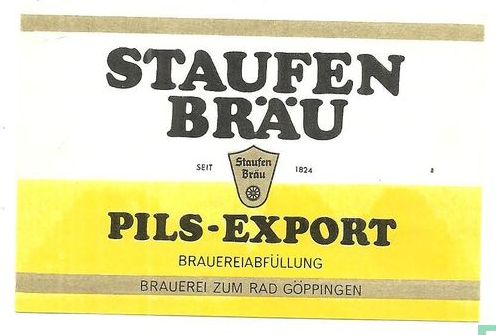 STAUFEN
BRÄU
SEIT
Staufen
Bräu
1824
PILS-EXPORT
BRAUEREIABFÜLLUNG
BRAUEREI ZUM RAD GÖPPINGEN